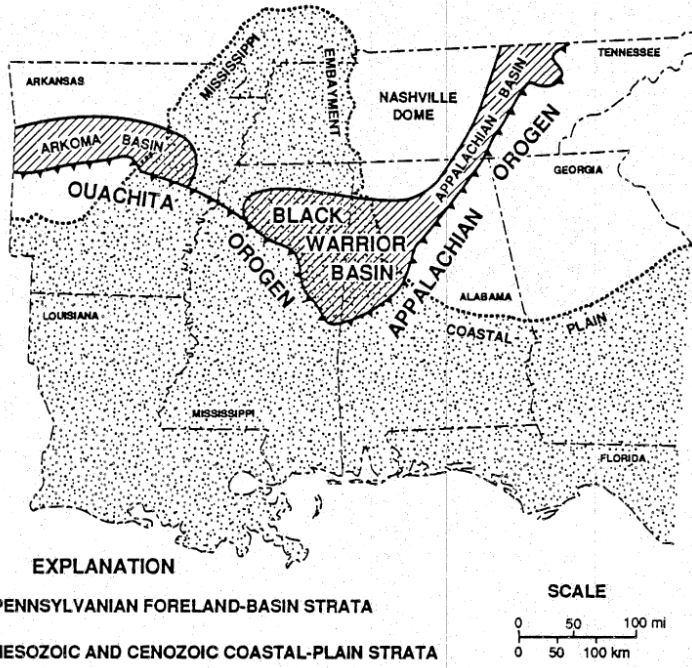 ARKANSAS
MISSISSIPPI
EMBAYMENT
TENNESSEE
NASHVILLE
DOME
APPALACHIAN BASIN
ARKOMA BASIN
OUACHITA
OROGEN
BLACK
WARRIOR
BASIN
APPALACHIAN
OROGEN
GEORGIA
ALABAMA
COASTAL
PLAIN
LOUISIANA
MISSISSIPPI
FLORIDA
EXPLANATION
PENNSYLVANIAN FORELAND-BASIN STRATA
MESOZOIC AND CENOZOIC COASTAL-PLAIN STRATA
SCALE
0 50 100 mi
0 50 100 km